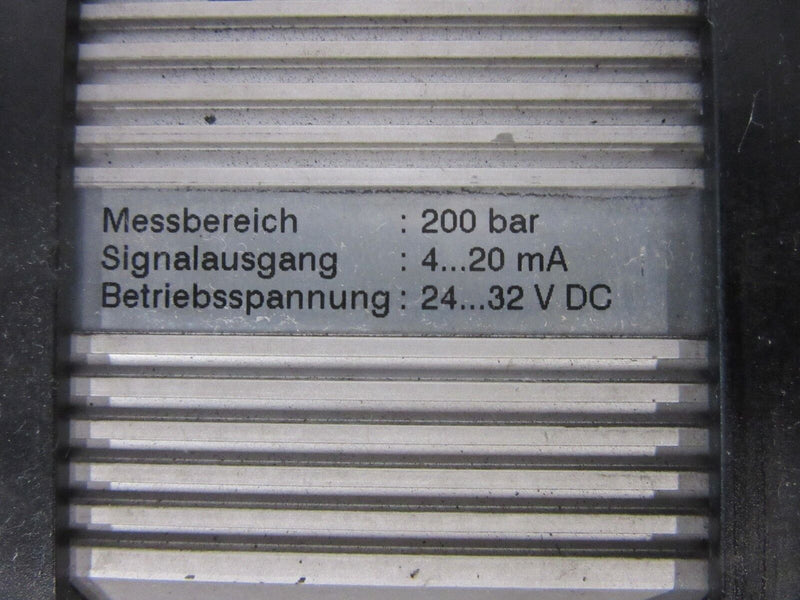 Messbereich : 200 bar
Signalausgang : 4...20 mA
Betriebsspannung : 24...32 V DC